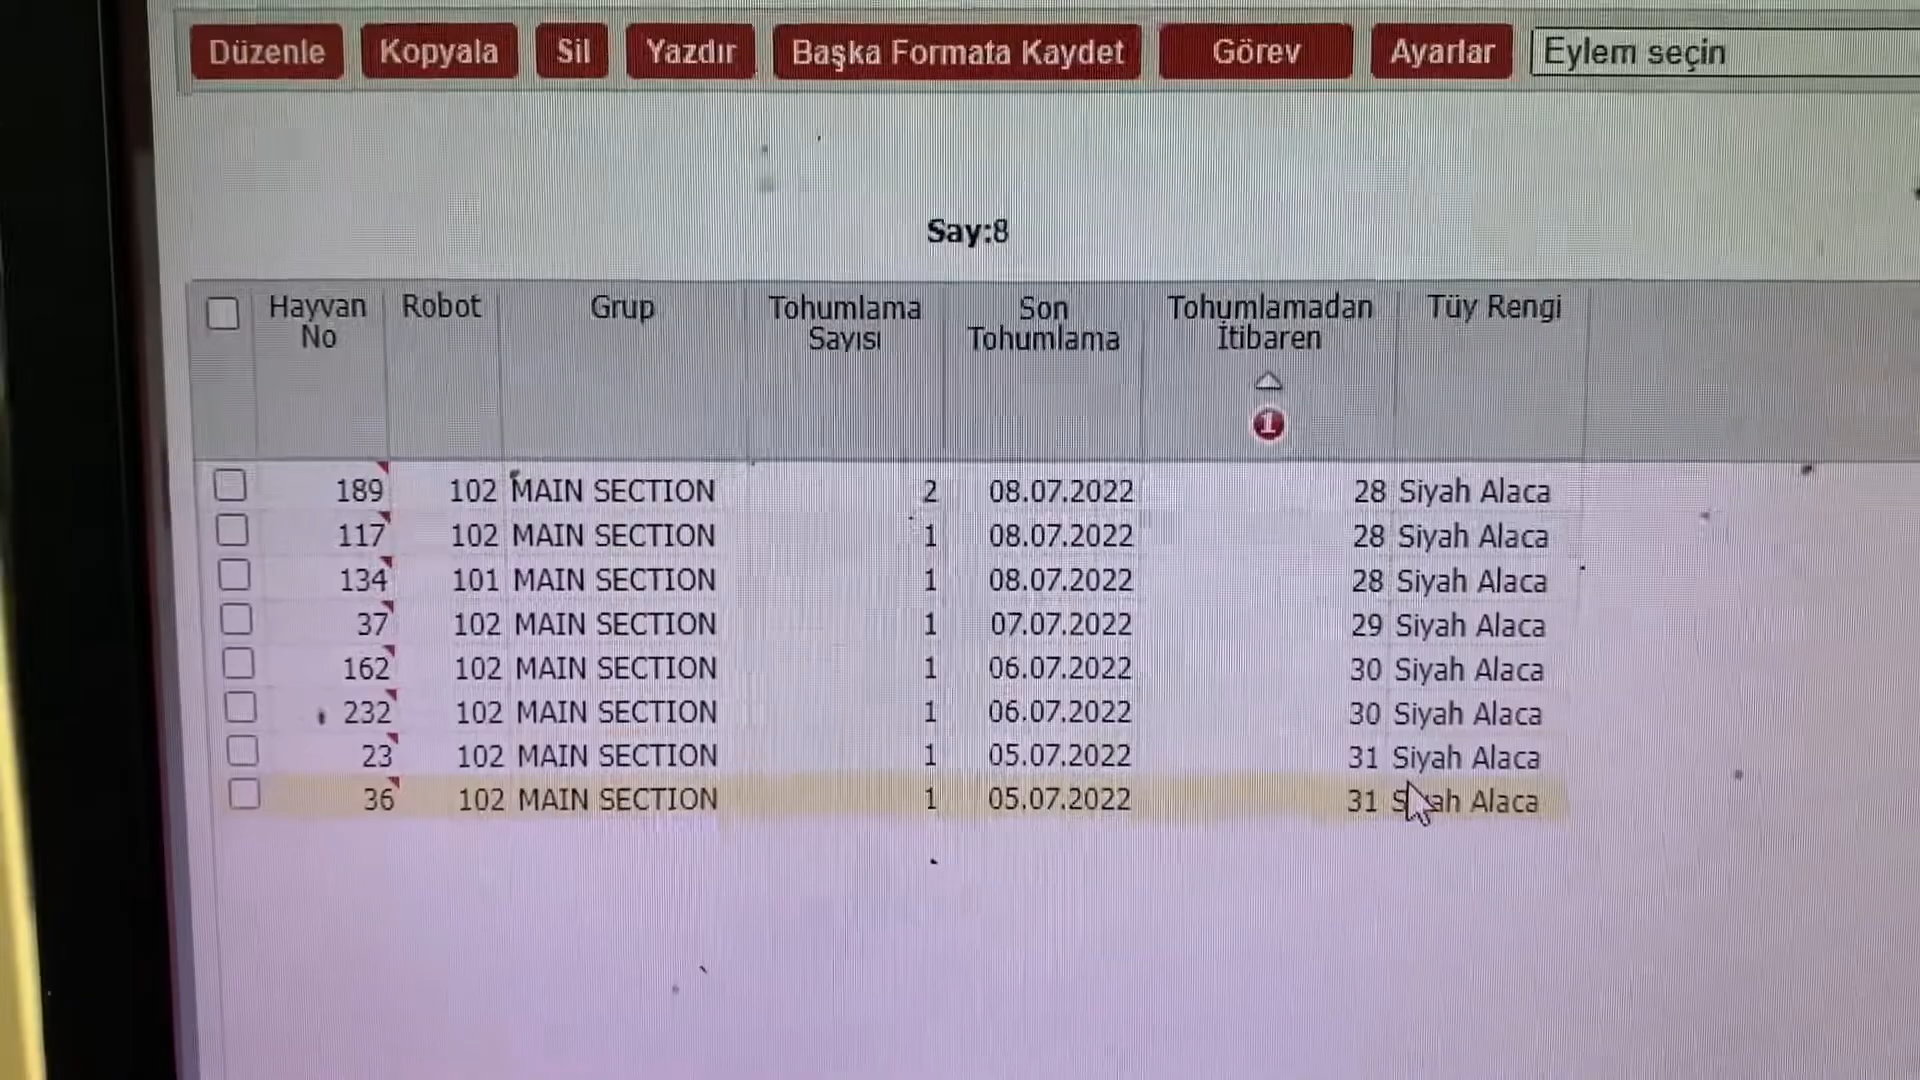 Düzenle Kopyala Sil Yazdır Başka Formata Kaydet Görev Ayarlar Eylem seçin
Say:8
Hayvan No Robot Grup Tohumlama Sayısı Son Tohumlama Tohumlamadan İtibaren Tüy Rengi
1
189 102 MAIN SECTION 2 08.07.2022 28 Siyah Alaca
117 102 MAIN SECTION 1 08.07.2022 28 Siyah Alaca
134 101 MAIN SECTION 1 08.07.2022 28 Siyah Alaca
37 102 MAIN SECTION 1 07.07.2022 29 Siyah Alaca
162 102 MAIN SECTION 1 06.07.2022 30 Siyah Alaca
232 102 MAIN SECTION 1 06.07.2022 30 Siyah Alaca
23 102 MAIN SECTION 1 05.07.2022 31 Siyah Alaca
36 102 MAIN SECTION 1 05.07.2022 31 Siyah Alaca